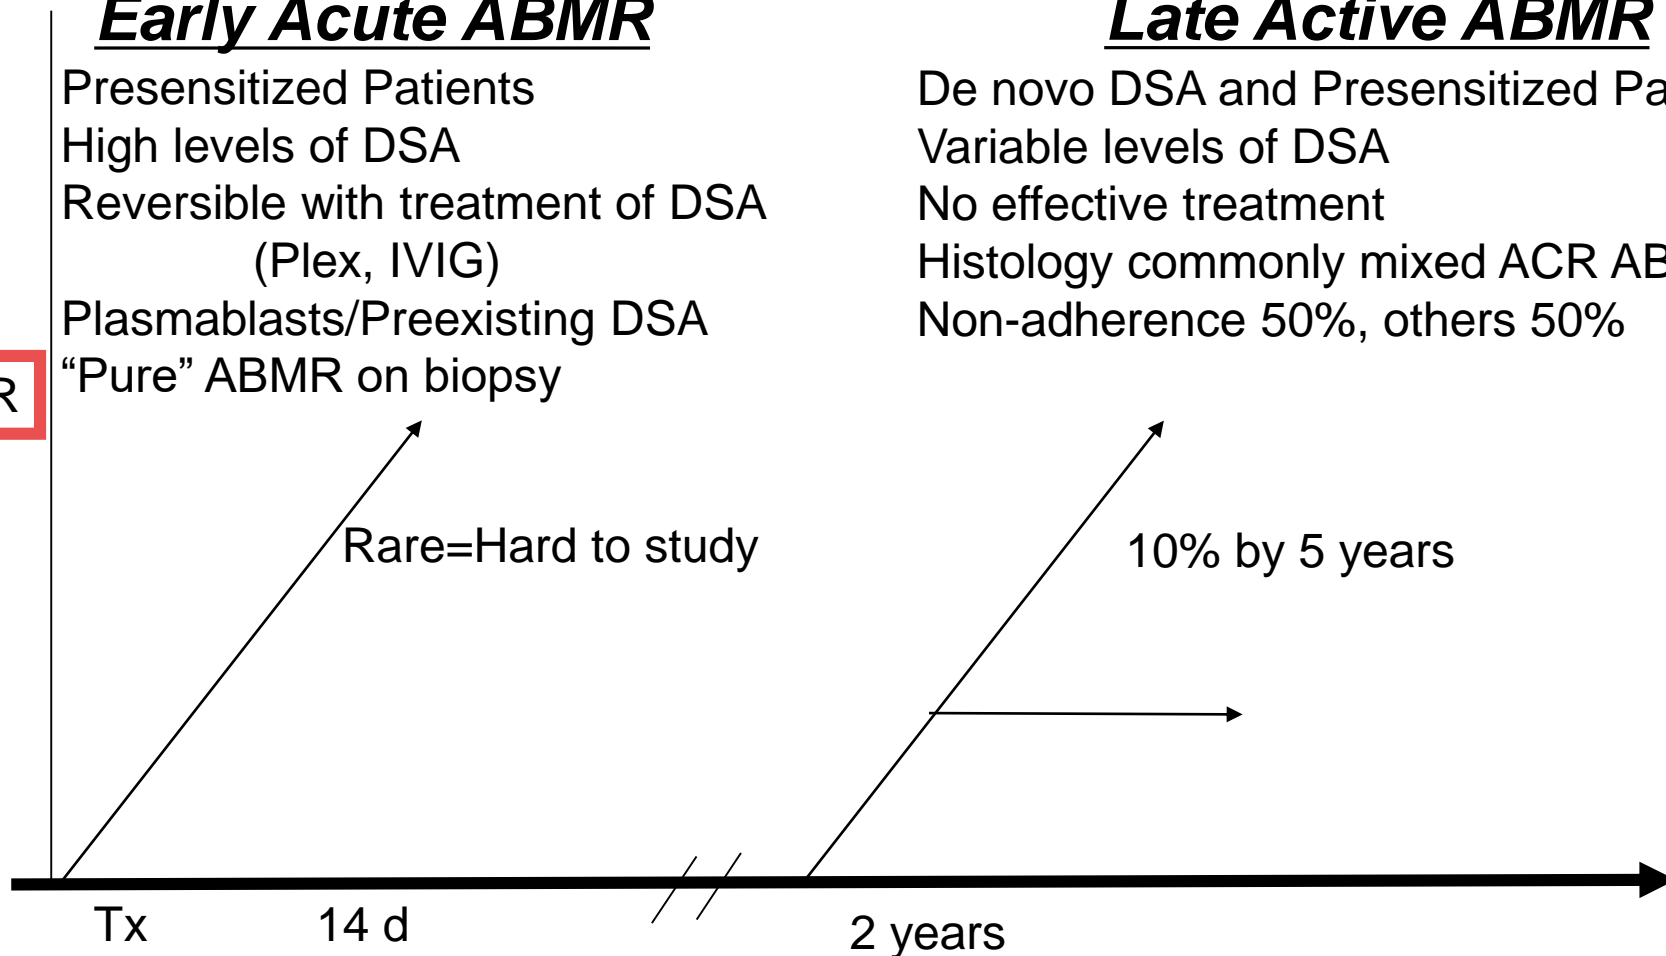 Early Acute ABMR
Presensitized Patients
High levels of DSA
Reversible with treatment of DSA
(Plex, IVIG)
Plasmablasts/Preexisting DSA
“Pure” ABMR on biopsy
Late Active ABMR
De novo DSA and Presensitized
Variable levels of DSA
No effective treatment
Histology commonly mixed ACR
Non-adherence 50%, others 50%
Rare=Hard to study
10% by 5 years
Tx
14 d
2 years